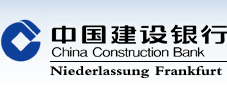 中国建设银行
China Construction Bank
Niederlassung Frankfurt